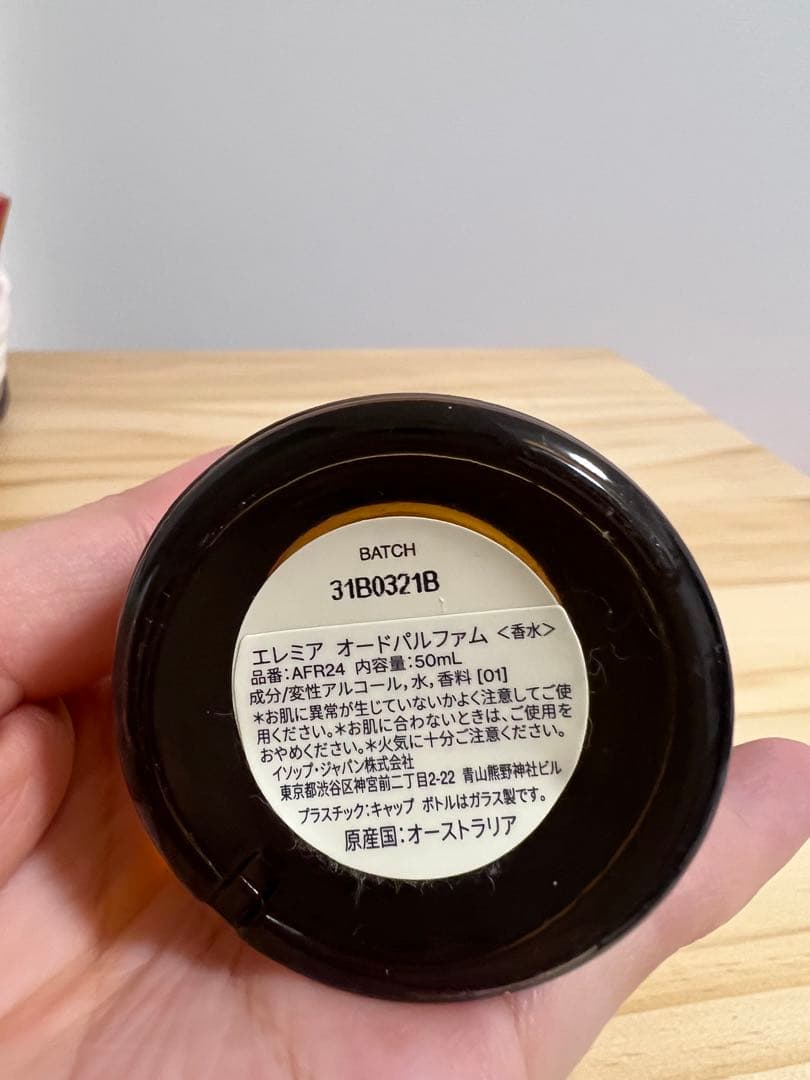 BATCH
31B0321B
エレミア オードパルファム <香水>
品番:AFR24 内容量:50mL
成分/変性アルコール,水,香料 [01]
*お肌に異常が生じていないかよく注意してご使
用ください。*お肌に合わないときは、ご使用を
おやめください。*火気に十分ご注意ください。
イソップ・ジャパン株式会社
東京都渋谷区神宮前二丁目2-22 青山熊野神社ビル
プラスチック:キャップ ボトルはガラス製です。
原産国:オーストラリア